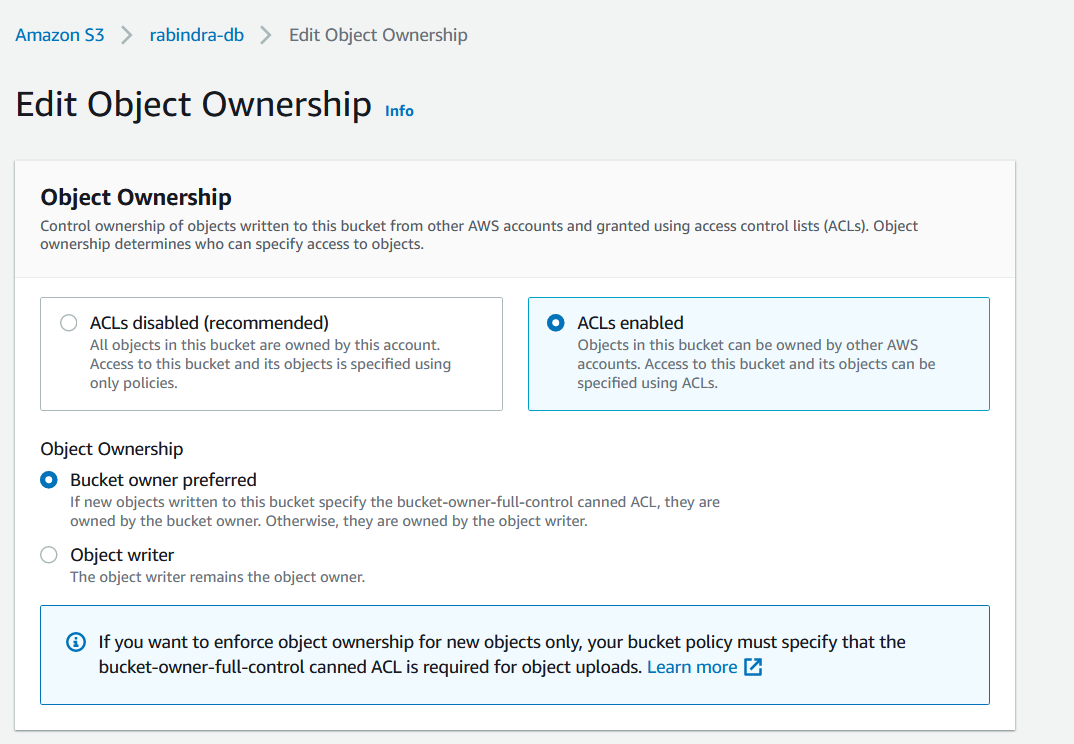 Amazon S3 > rabindra-db > Edit Object Ownership
Edit Object Ownership Info
Object Ownership
Control ownership of objects written to this bucket from other AWS accounts and granted using access control lists (ACLs). Object
ownership determines who can specify access to objects.
ACLs disabled (recommended)
All objects in this bucket are owned by this account.
Access to this bucket and its objects is specified using
only policies.
ACLs enabled
Objects in this bucket can be owned by other AWS
accounts. Access to this bucket and its objects can be
specified using ACLs.
Object Ownership
Bucket owner preferred
If new objects written to this bucket specify the bucket-owner-full-control canned ACL, they are
owned by the bucket owner. Otherwise, they are owned by the object writer.
Object writer
The object writer remains the object owner.
If you want to enforce object ownership for new objects only, your bucket policy must specify that the
bucket-owner-full-control canned ACL is required for object uploads. Learn more